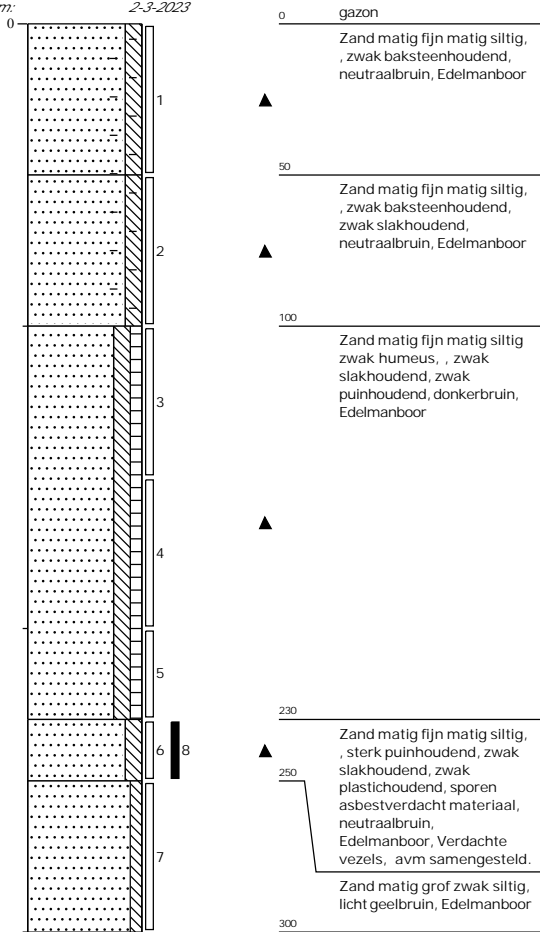 m:
2-3-2023
0
0
gazon
Zand matig fijn matig siltig,
, zwak baksteenhoudend,
neutraalbruin, Edelmanboor
1
50
Zand matig fijn matig siltig,
, zwak baksteenhoudend,
zwak slakhoudend,
neutraalbruin, Edelmanboor
2
100
Zand matig fijn matig siltig
zwak humeus, , zwak
slakhoudend, zwak
puinhoudend, donkerbruin,
Edelmanboor
3
4
5
230
Zand matig fijn matig siltig,
, sterk puinhoudend, zwak
slakhoudend, zwak
plastichoudend, sporen
asbestverdacht materiaal,
neutraalbruin,
Edelmanboor, Verdachte
vezels, avm samengesteld.
6
8
250
Zand matig grof zwak siltig,
licht geelbruin, Edelmanboor
7
300